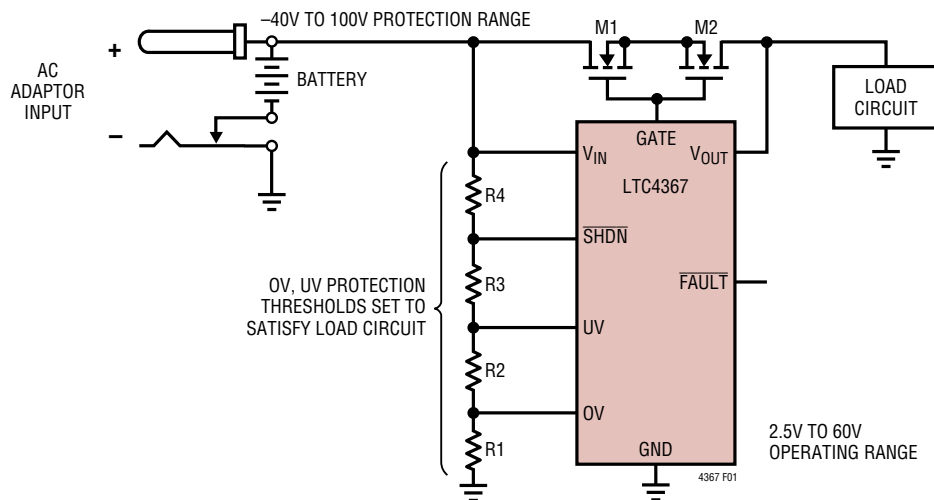 –40V TO 100V PROTECTION RANGE
M1
M2
+
AC
ADAPTOR
INPUT
–
BATTERY
LOAD
CIRCUIT
GATE
VIN
VOUT
LTC4367
R4
SHDN
R3
FAULT
OV, UV PROTECTION
THRESHOLDS SET TO
SATISFY LOAD CIRCUIT
UV
R2
OV
R1
GND
2.5V TO 60V
OPERATING RANGE
4367 F01